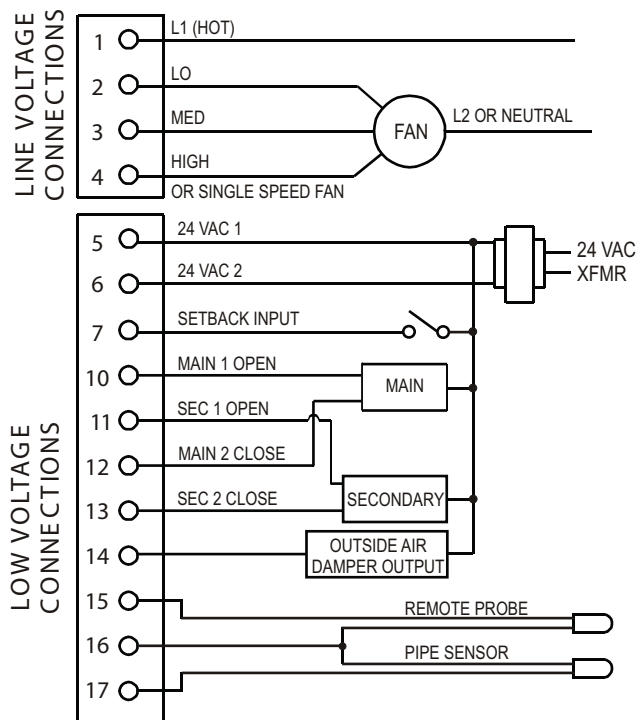 LINE VOLTAGE
CONNECTIONS
1 L1 (HOT)
2 LO
3 MED
4 HIGH
OR SINGLE SPEED FAN
FAN
L2 OR NEUTRAL
LOW VOLTAGE
CONNECTIONS
5 24 VAC 1
6 24 VAC 2
24 VAC
XFMR
7 SETBACK INPUT
10 MAIN 1 OPEN
MAIN
11 SEC 1 OPEN
12 MAIN 2 CLOSE
13 SEC 2 CLOSE
SECONDARY
14
OUTSIDE AIR
DAMPER OUTPUT
15 REMOTE PROBE
16 PIPE SENSOR
17